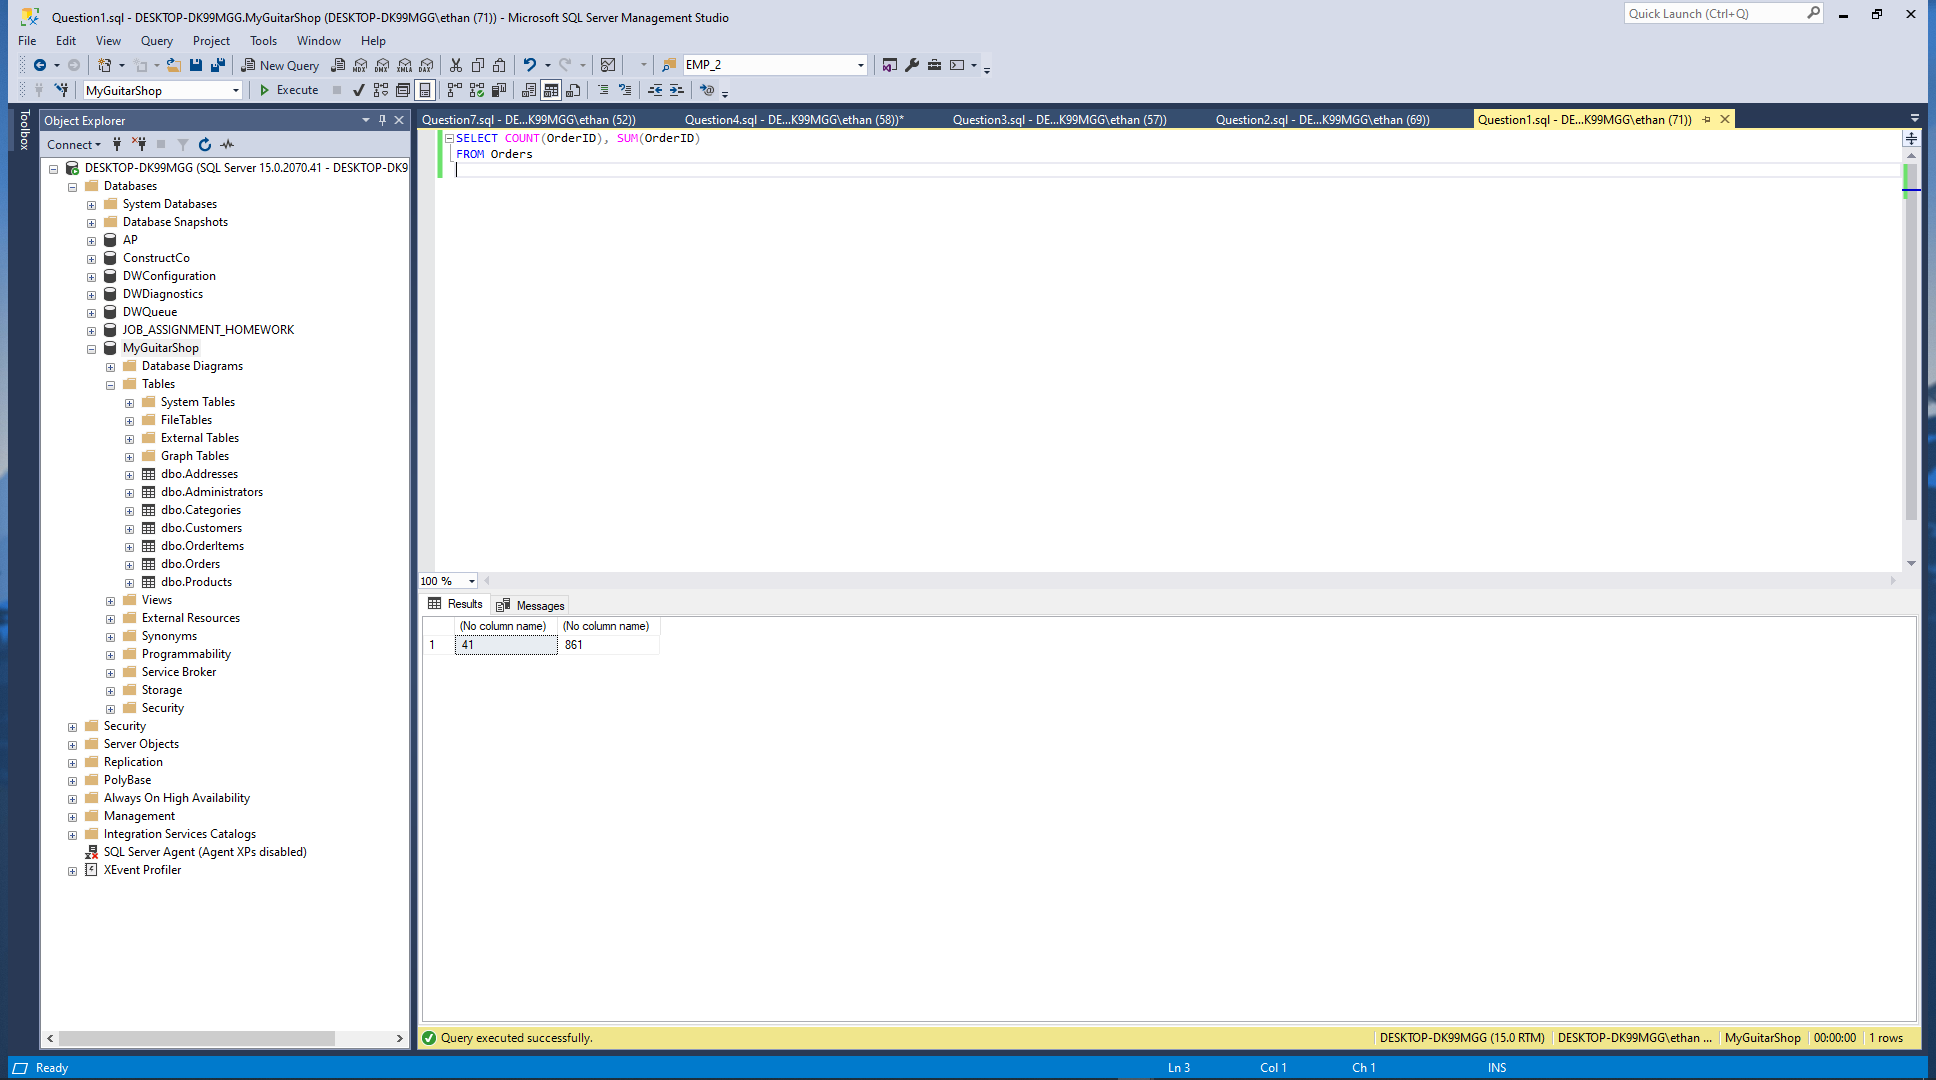 Question1.sql - DESKTOP-DK99MGG.MyGuitarShop (DESKTOP-DK99MGG\ethan (71)) - Microsoft SQL Server Management Studio
Quick Launch (Ctrl+Q)
File Edit View Query Project Tools Window Help
New Query MDX DMX XMLA DAX EMP_2
MyGuitarShop Execute
Toolbox
Object Explorer
Connect
DESKTOP-DK99MGG (SQL Server 15.0.2070.41 - DESKTOP-DK9
Databases
System Databases
Database Snapshots
AP
ConstructCo
DWConfiguration
DWDiagnostics
DWQueue
JOB_ASSIGNMENT_HOMEWORK
MyGuitarShop
Database Diagrams
Tables
System Tables
FileTables
External Tables
Graph Tables
dbo.Addresses
dbo.Administrators
dbo.Categories
dbo.Customers
dbo.OrderItems
dbo.Orders
dbo.Products
Views
External Resources
Synonyms
Programmability
Service Broker
Storage
Security
Security
Server Objects
Replication
PolyBase
Always On High Availability
Management
Integration Services Catalogs
SQL Server Agent (Agent XPs disabled)
XEvent Profiler
Question7.sql - DE...K99MGG\ethan (52)) Question4.sql - DE...K99MGG\ethan (58))* Question3.sql - DE...K99MGG\ethan (57)) Question2.sql - DE...K99MGG\ethan (69)) Question1.sql - DE...K99MGG\ethan (71))
SELECT COUNT(OrderID), SUM(OrderID)
FROM Orders
100 %
Results Messages
(No column name) (No column name)
1 41 861
Query executed successfully. DESKTOP-DK99MGG (15.0 RTM) DESKTOP-DK99MGG\ethan ... MyGuitarShop 00:00:00 1 rows
Ready Ln 3 Col 1 Ch 1 INS